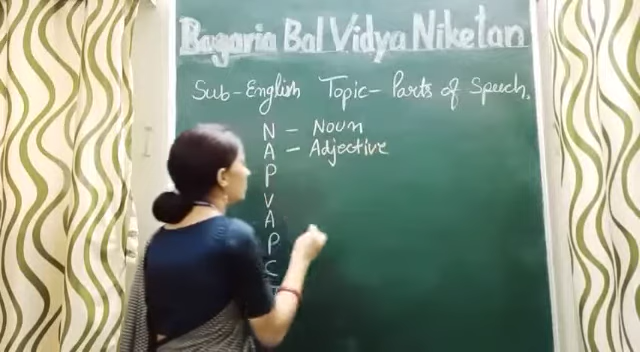 Bagaria Bal Vidya Niketan
Sub-English Topic- Parts of Speech.
N - Noun
A - Adjective
P
V
A
P
C